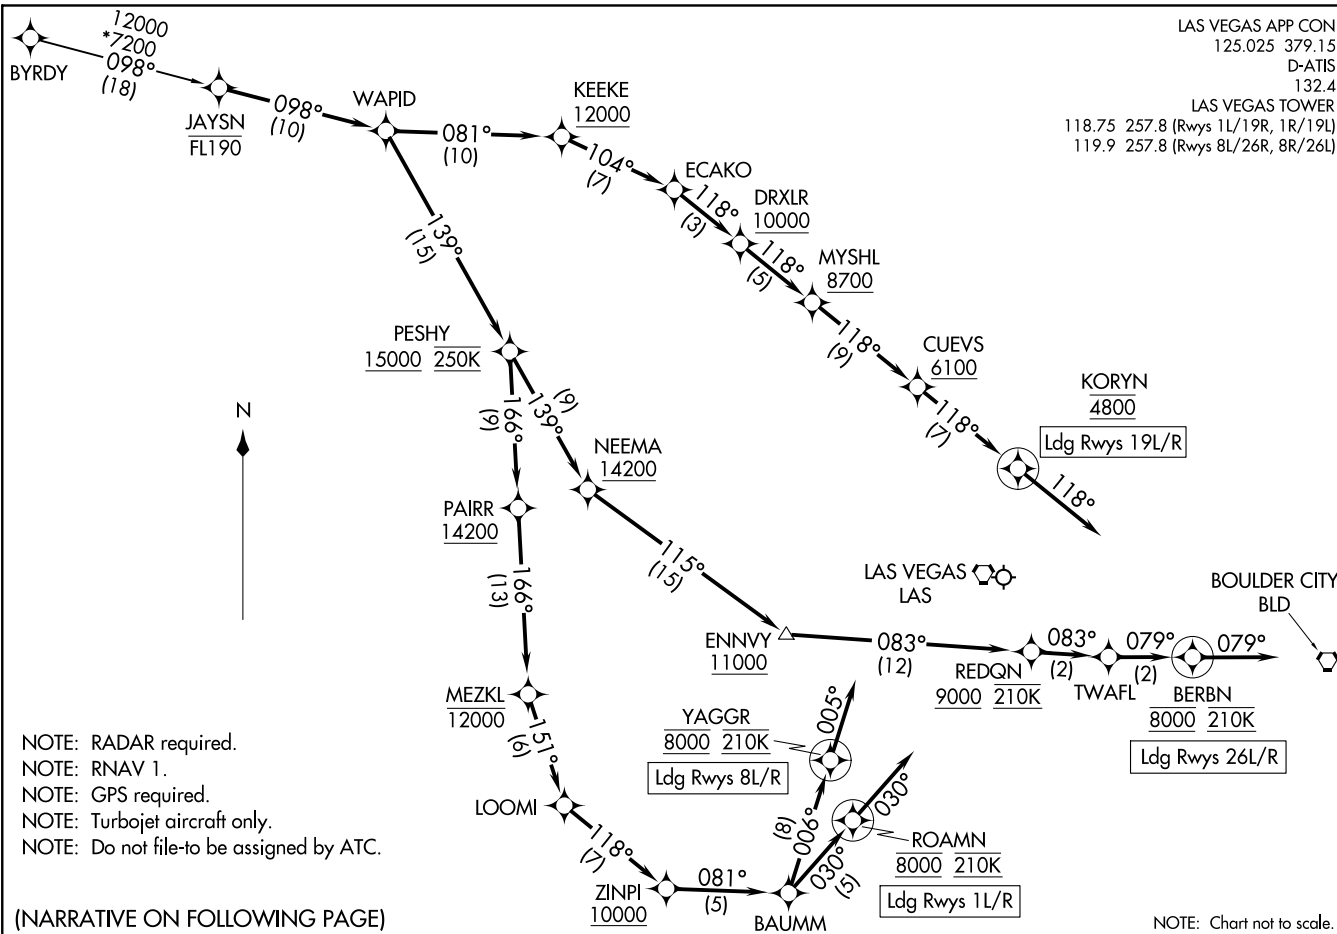 LAS VEGAS APP CON
125.025 379.15
D-ATIS
132.4
LAS VEGAS TOWER
118.75 257.8 (Rwys 1L/19R, 1R/19L)
119.9 257.8 (Rwys 8L/26R, 8R/26L)
BYRDY
12000
*7200
098°
(18)
JAYSN
FL190
098°
(10)
WAPID
081°
(10)
KEEKE
12000
104°
(7)
ECAKO
118°
(3)
DRXLR
10000
118°
(5)
MYSHL
8700
118°
(9)
CUEVS
6100
118°
(7)
KORYN
4800
Ldg Rwys 19L/R
118°
139°
(15)
PESHY
15000 250K
139°
(9)
166°
(9)
NEEMA
14200
PAIRR
14200
115°
(15)
166°
(13)
LAS VEGAS
LAS
BOULDER CITY
BLD
ENNVY
11000
083°
(12)
REDQN
9000 210K
083°
(2)
TWAFL
079°
(2)
BERBN
8000 210K
Ldg Rwys 26L/R
079°
MEZKL
12000
151°
(6)
LOOMI
118°
(7)
ZINPI
10000
081°
(5)
BAUMM
006°
(8)
YAGGR
8000 210K
Ldg Rwys 8L/R
005°
030°
(5)
ROAMN
8000 210K
Ldg Rwys 1L/R
030°
N
NOTE: RADAR required.
NOTE: RNAV 1.
NOTE: GPS required.
NOTE: Turbojet aircraft only.
NOTE: Do not file-to be assigned by ATC.
(NARRATIVE ON FOLLOWING PAGE)
NOTE: Chart not to scale.